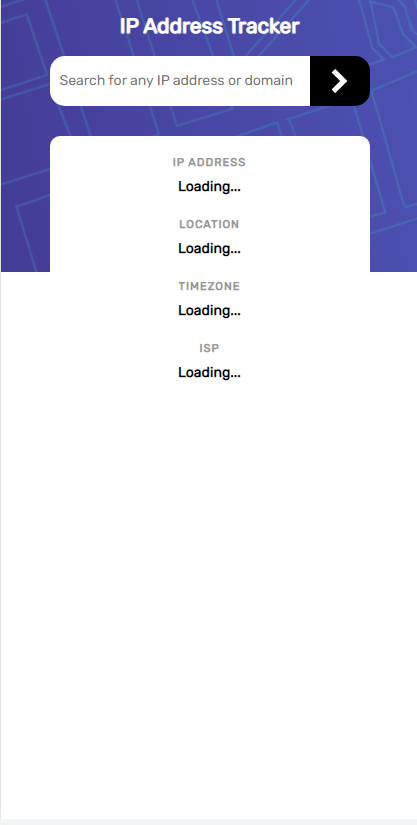 IP Address Tracker
Search for any IP address or domain
IP ADDRESS
Loading...
LOCATION
Loading...
TIMEZONE
Loading...
ISP
Loading...